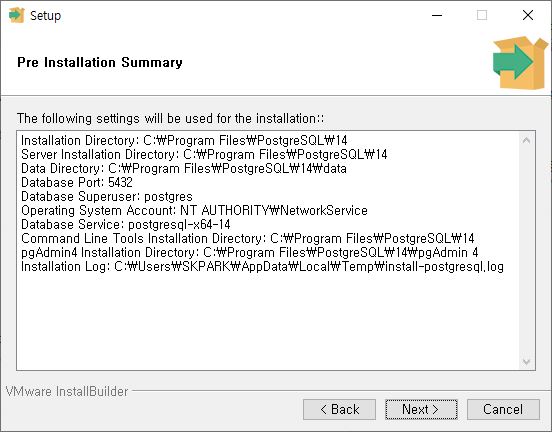 Setup
Pre Installation Summary
The following settings will be used for the installation::
Installation Directory: C:₩Program Files₩PostgreSQL₩14
Server Installation Directory: C:₩Program Files₩PostgreSQL₩14
Data Directory: C:₩Program Files₩PostgreSQL₩14₩data
Database Port: 5432
Database Superuser: postgres
Operating System Account: NT AUTHORITY₩NetworkService
Database Service: postgresql-x64-14
Command Line Tools Installation Directory: C:₩Program Files₩PostgreSQL₩14
pgAdmin4 Installation Directory: C:₩Program Files₩PostgreSQL₩14₩pgAdmin 4
Installation Log: C:₩Users₩SKPARK₩AppData₩Local₩Temp₩install-postgresql.log
VMware InstallBuilder
< Back
Next >
Cancel